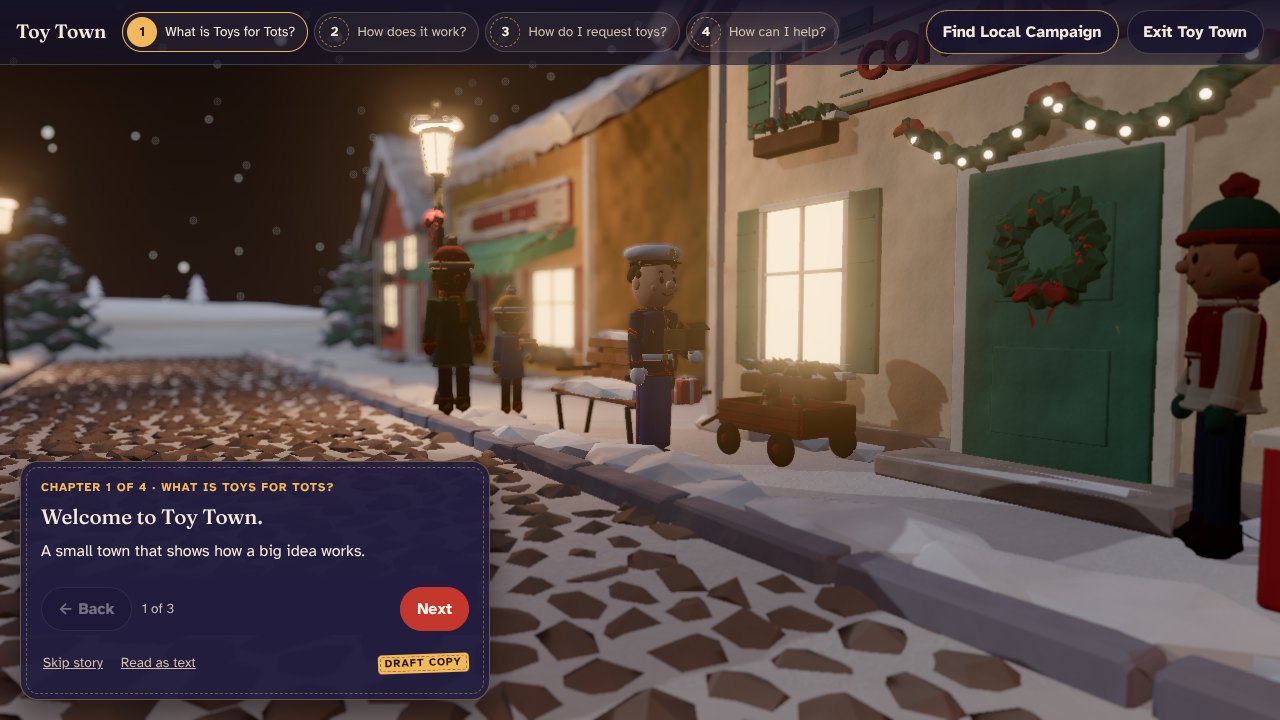 Toy Town
1 What is Toys for Tots?
2 How does it work?
3 How do I request toys?
4 How can I help?
Find Local Campaign
Exit Toy Town
CHAPTER 1 OF 4 · WHAT IS TOYS FOR TOTS?
Welcome to Toy Town.
A small town that shows how a big idea works.
← Back
1 of 3
Next
Skip story
Read as text
DRAFT COPY